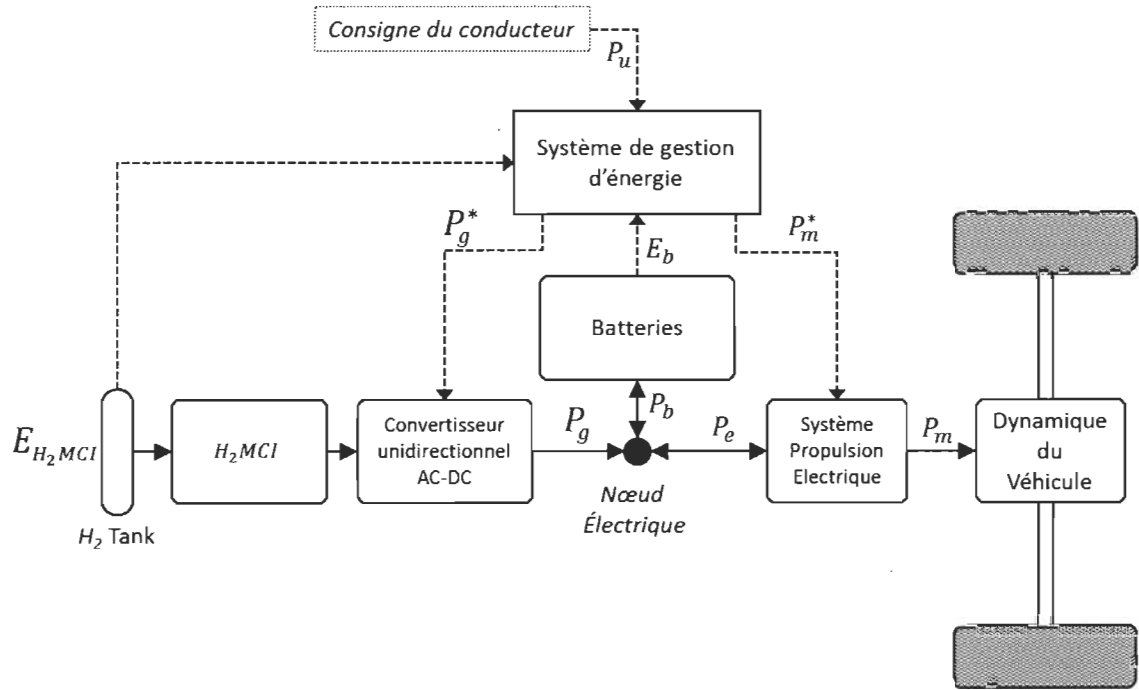 Consigne du conducteur
P_u
Système de gestion
d'énergie
P_g^*
E_b
P_m^*
Batteries
P_b
E_{H_2MCI}
H_2MCI
Convertisseur
unidirectionnel
AC-DC
P_g
P_e
Système
Propulsion
Electrique
P_m
Dynamique
du
Véhicule
Nœud
Électrique
H_2 Tank